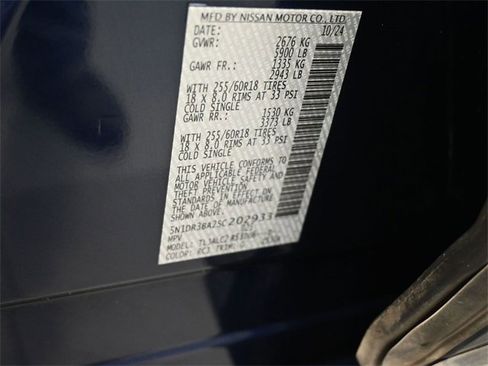 MFD BY NISSAN MOTOR CO., LTD.
DATE: 10/24
GVWR: 2676 KG
5900 LB
GAWR FR.: 1335 KG
2943 LB
WITH 255/60R18 TIRES
18 X 8.0 RIMS AT 33 PSI
COLD SINGLE
GAWR RR.: 1530 KG
3373 LB
WITH 255/60R18 TIRES
18 X 8.0 RIMS AT 33 PSI
COLD SINGLE
THIS VEHICLE CONFORMS TO
ALL APPLICABLE FEDERAL
MOTOR VEHICLE SAFETY AND
THEFT PREVENTION
STANDARDS IN EFFECT ON
THE DATE OF MANUFACTURE
SHOWN ABOVE.
5N1DR3BA2SC202933
MPV
MODEL:
COLOR: TRIM: G